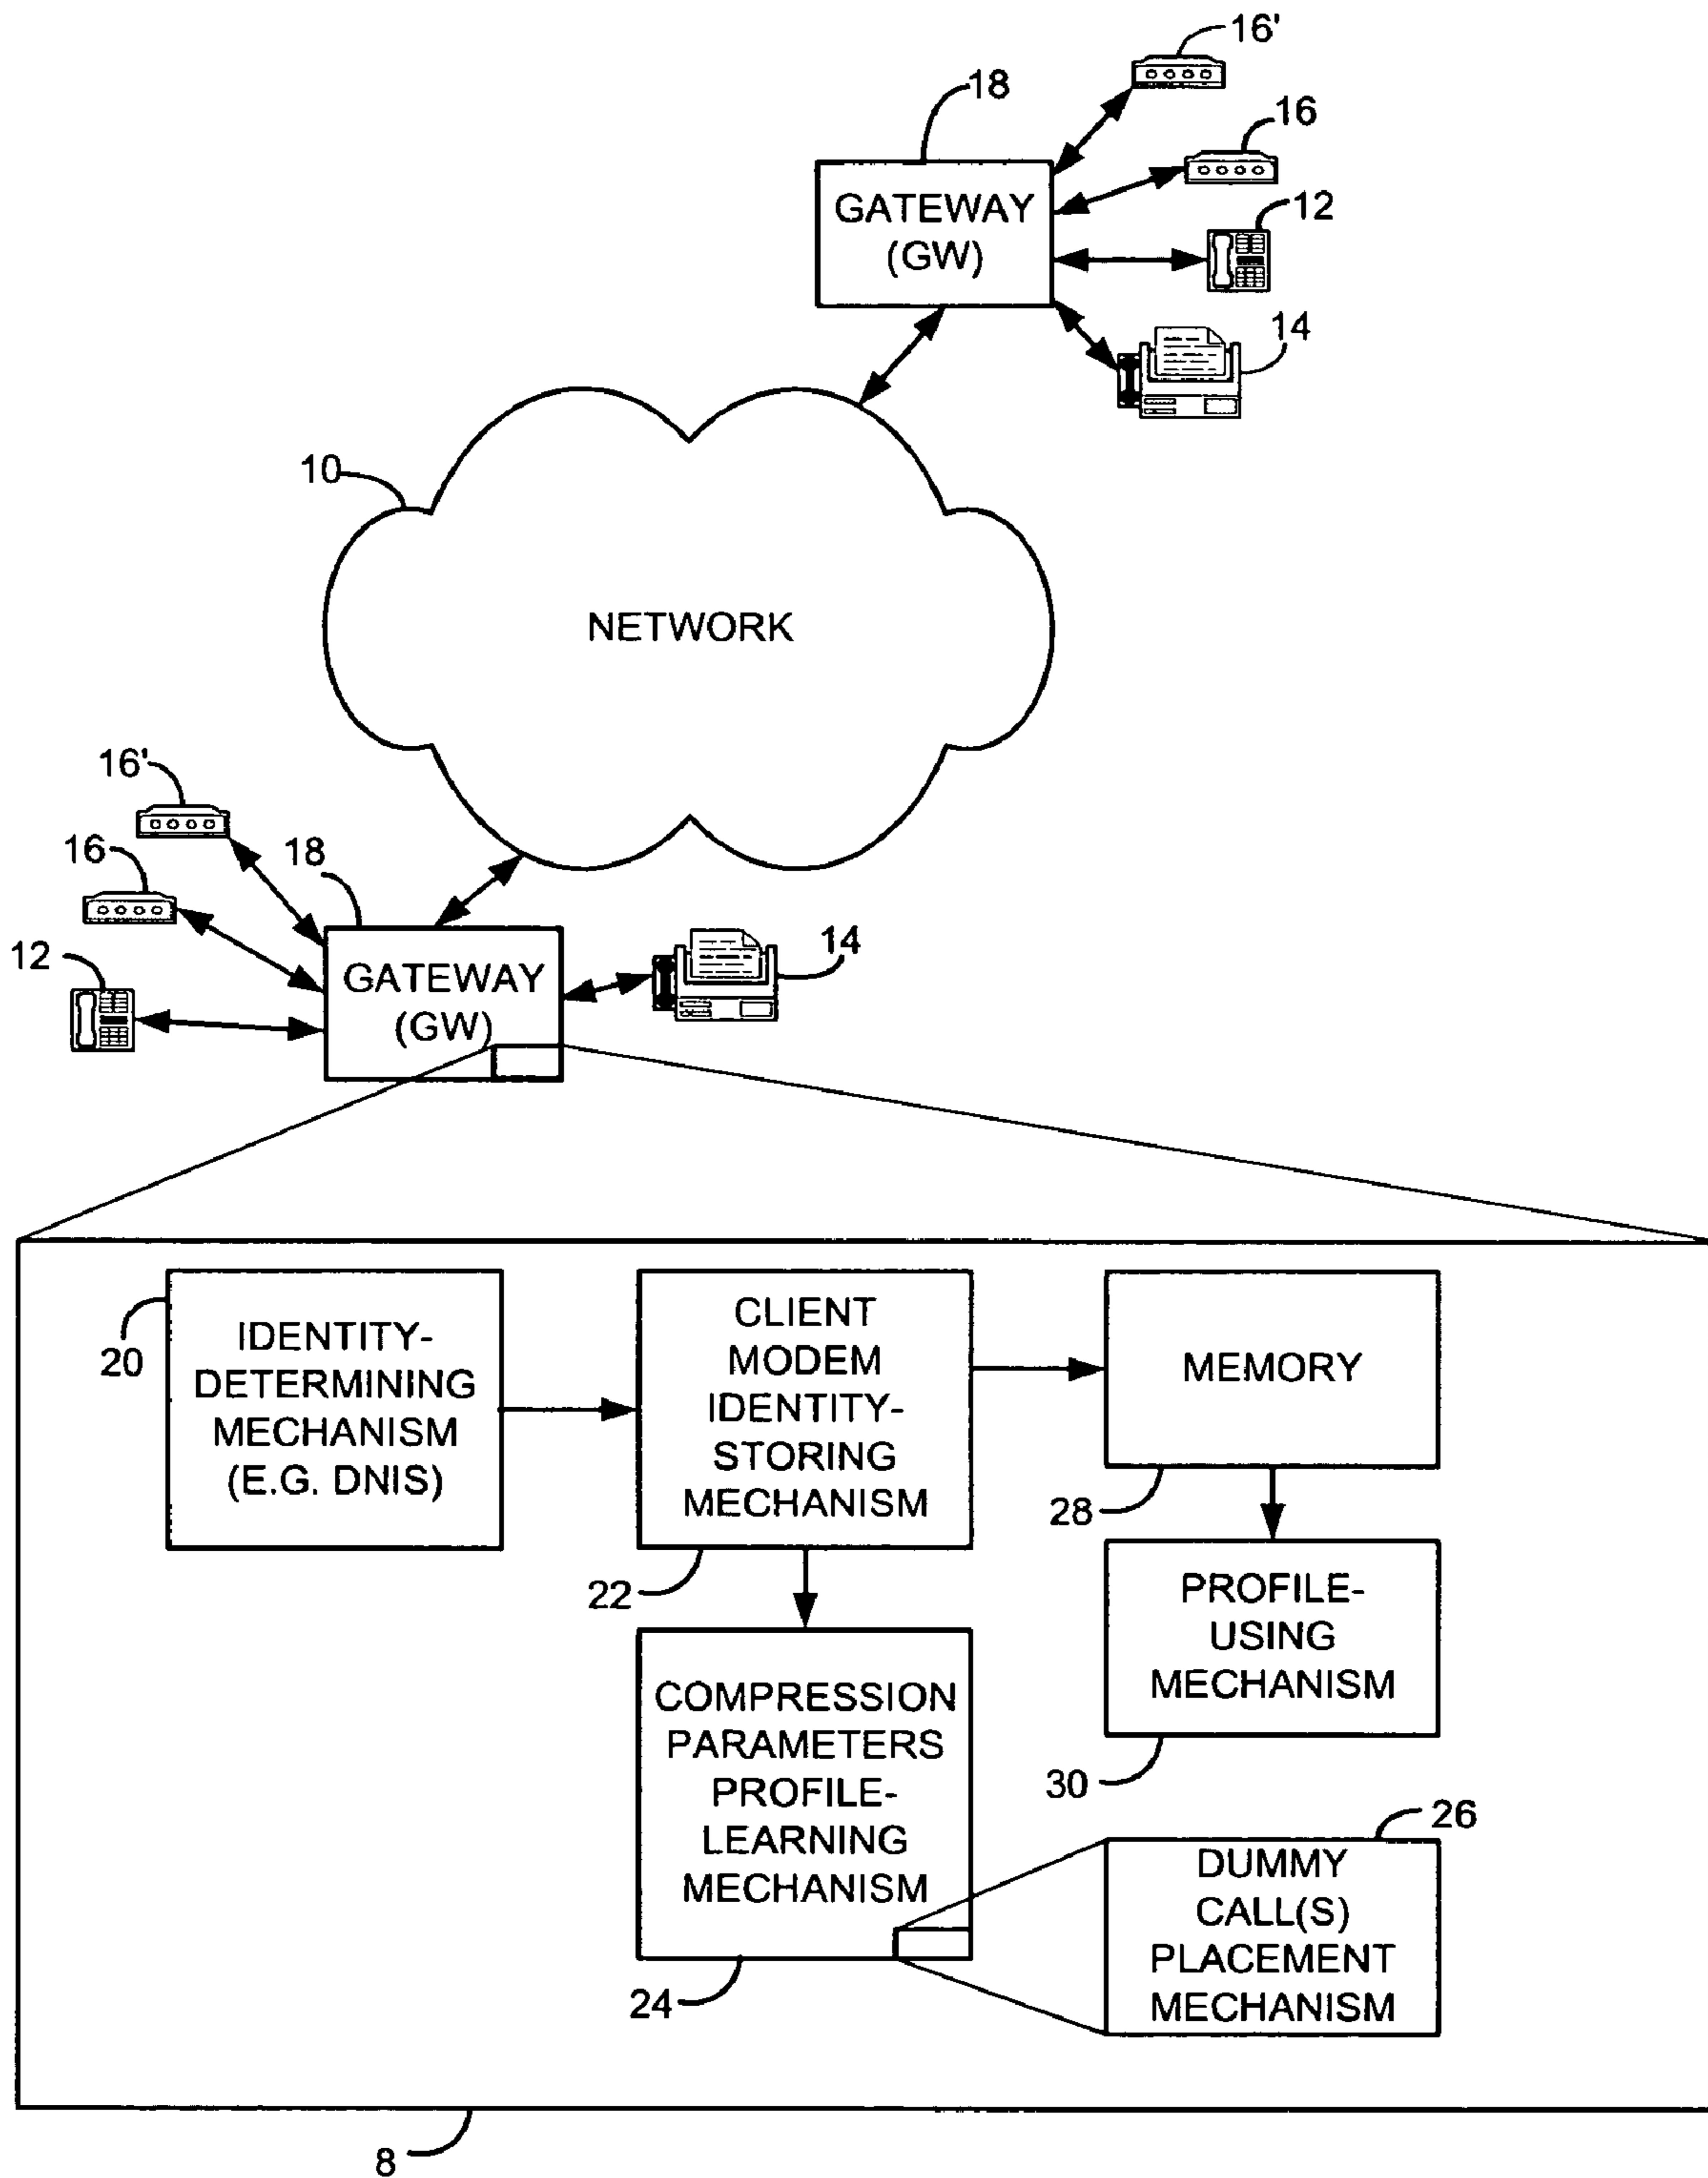 16'
18
16
GATEWAY
(GW)
12
14
10
NETWORK
16'
16
18
12
GATEWAY
(GW)
14
20
IDENTITY-
DETERMINING
MECHANISM
(E.G. DNIS)
CLIENT
MODEM
IDENTITY-
STORING
MECHANISM
22
MEMORY
28
COMPRESSION
PARAMETERS
PROFILE-
LEARNING
MECHANISM
24
PROFILE-
USING
MECHANISM
30
26
DUMMY
CALL(S)
PLACEMENT
MECHANISM
8